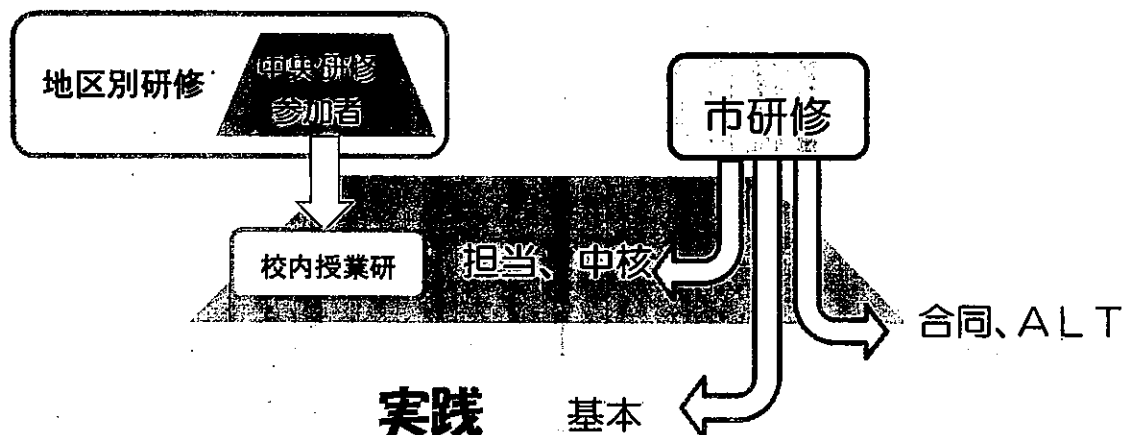 地区別研修
中央研修
参加者
市研修
校内授業研
担当、中核
合同、ALT
実践
基本